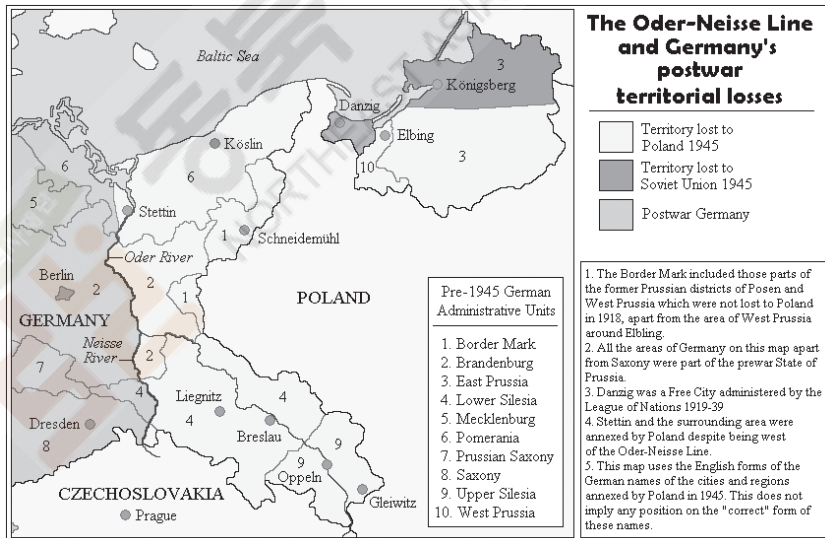 The Oder-Neisse Line
and Germany's
postwar
territorial losses
Territory lost to
Poland 1945
Territory lost to
Soviet Union 1945
Postwar Germany
1. The Border Mark included those parts of
the former Prussian districts of Posen and
West Prussia which were not lost to Poland
in 1918, apart from the area of West Prussia
around Elbling.
2. All the areas of Germany on this map apart
from Saxony were part of the prewar State of
Prussia.
3. Danzig was a Free City administered by the
League of Nations 1919-39
4. Stettin and the surrounding area were
annexed by Poland despite being west
of the Oder-Neisse Line.
5. This map uses the English forms of the
German names of the cities and regions
annexed by Poland in 1945. This does not
imply any position on the "correct" form of
these names.
Pre-1945 German
Administrative Units
1. Border Mark
2. Brandenburg
3. East Prussia
4. Lower Silesia
5. Mecklenburg
6. Pomerania
7. Prussian Saxony
8. Saxony
9. Upper Silesia
10. West Prussia
Baltic Sea
3
Königsberg
Danzig
Elbing
10
3
Köslin
6
6
5
Stettin
1
Schneidemühl
Oder River
Berlin
2
2
1
POLAND
GERMANY
Neisse
River
2
7
4
Liegnitz
4
4
Dresden
8
Breslau
9
9
Oppeln
Gleiwitz
CZECHOSLOVAKIA
Prague
동북
NORTHEAST ASIA